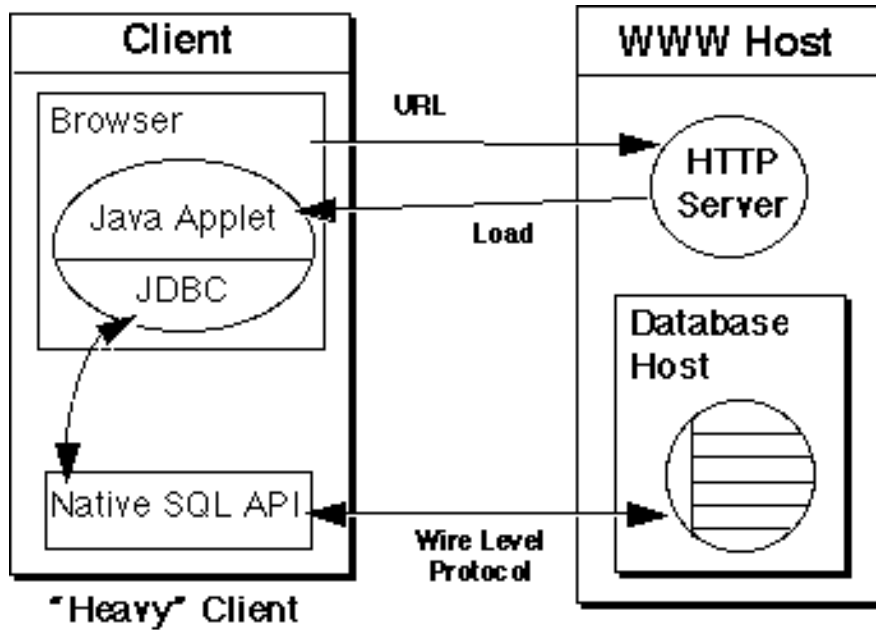 Client
Browser
Java Applet
JDBC
Native SQL API
"Heavy" Client
URL
Load
Wire Level
Protocol
WWW Host
HTTP
Server
Database
Host